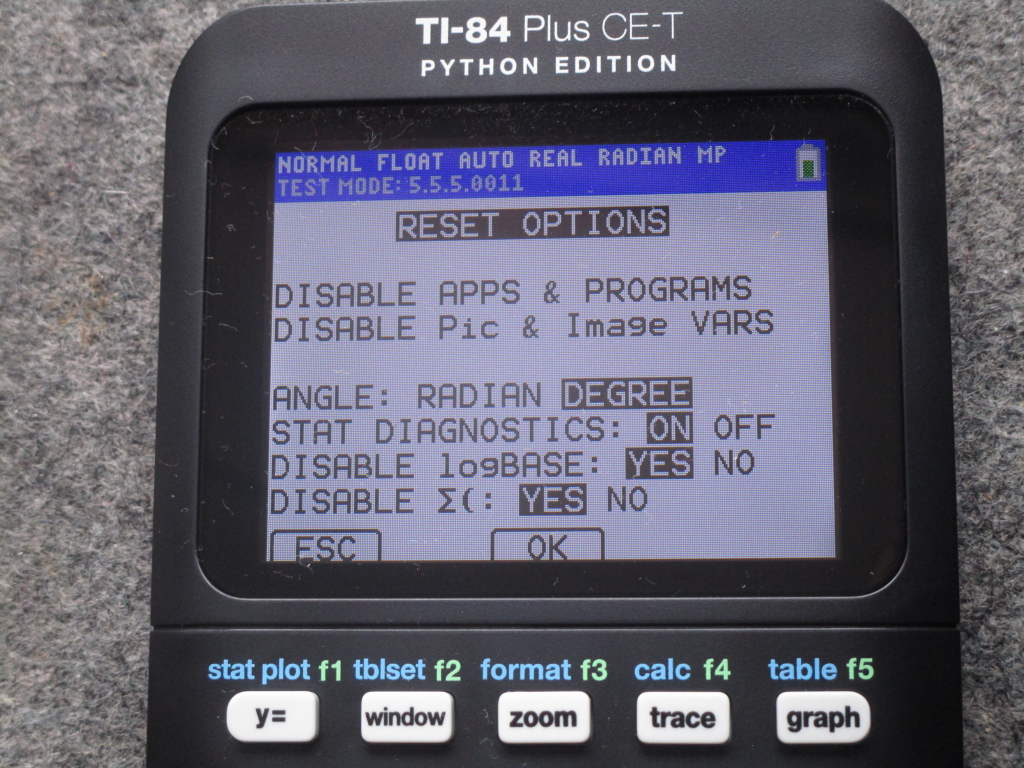 TI-84 Plus CE-T
PYTHON EDITION
NORMAL FLOAT AUTO REAL RADIAN MP
TEST MODE:5.5.5.0011
RESET OPTIONS
DISABLE APPS & PROGRAMS
DISABLE Pic & Image VARS
ANGLE: RADIAN DEGREE
STAT DIAGNOSTICS: ON OFF
DISABLE logBASE: YES NO
DISABLE Σ(: YES NO
ESC OK
stat plot f1 tblset f2 format f3 calc f4 table f5
y= window zoom trace graph